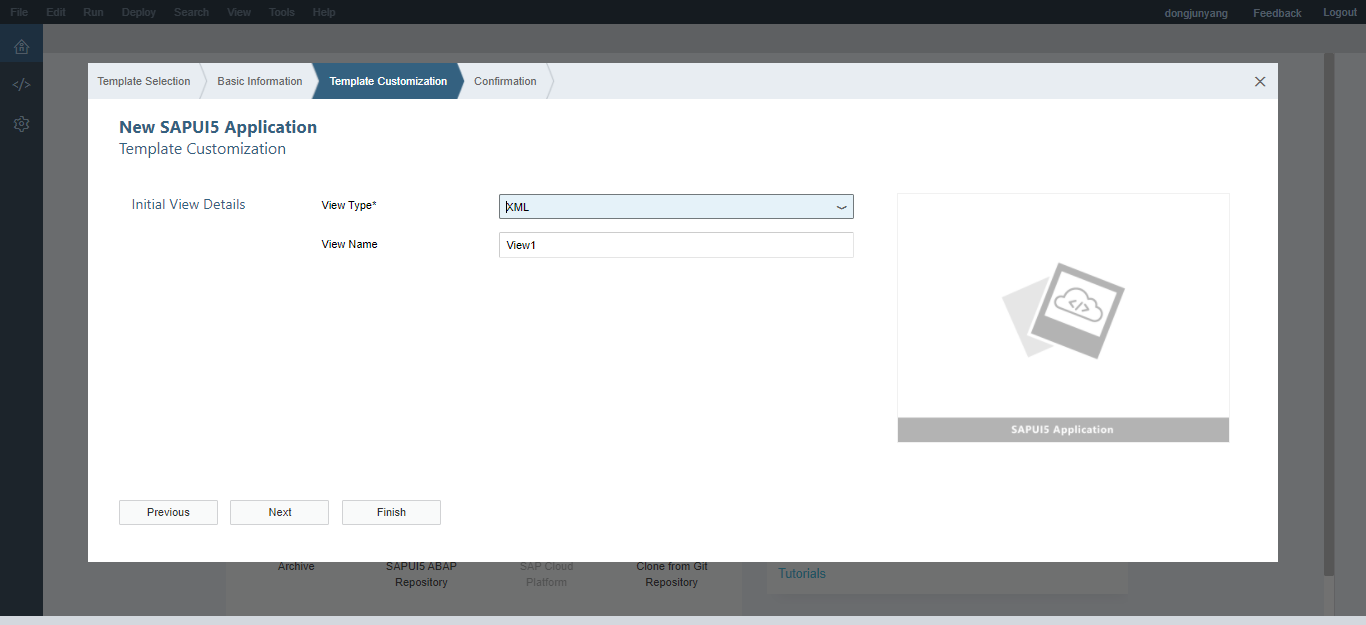 File Edit Run Deploy Search View Tools Help dongjunyang Feedback Logout
Template Selection Basic Information Template Customization Confirmation
New SAPUI5 Application
Template Customization
Initial View Details View Type* XML
View Name View1
</>
SAPUI5 Application
Previous Next Finish
Archive SAPUI5 ABAP SAP Cloud Clone from Git
Repository Platform Repository
Tutorials